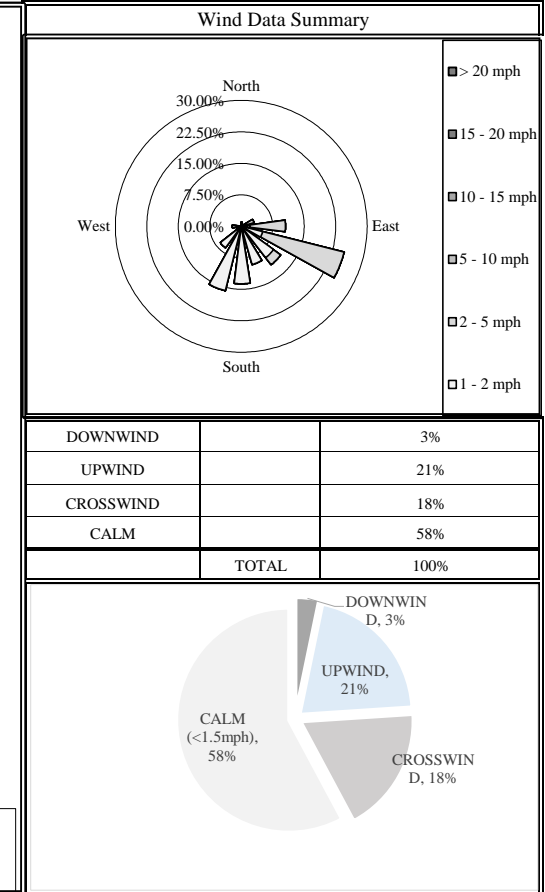 Wind Data Summary
North
30.00%
22.50%
15.00%
7.50%
0.00%
West
East
South
> 20 mph
15 - 20 mph
10 - 15 mph
5 - 10 mph
2 - 5 mph
1 - 2 mph
DOWNWIND 3%
UPWIND 21%
CROSSWIND 18%
CALM 58%
TOTAL 100%
DOWNWIN
D, 3%
UPWIND,
21%
CROSSWIN
D, 18%
CALM
(<1.5mph),
58%